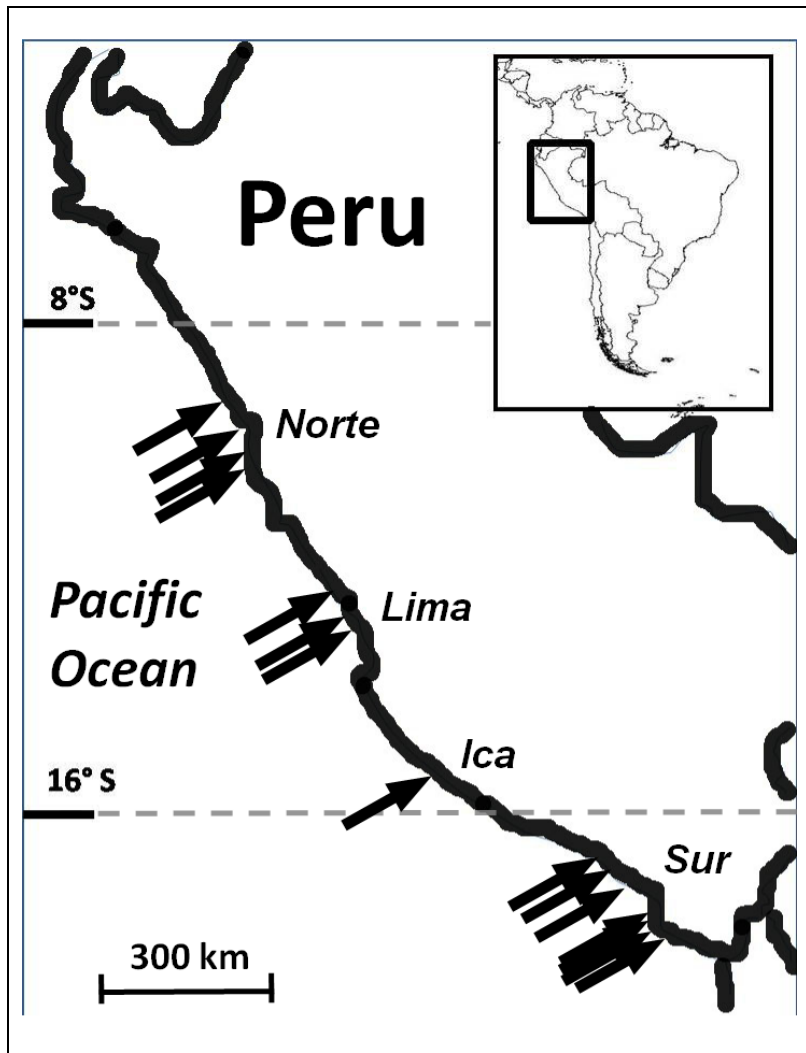 Peru
8°S
Norte
Pacific
Ocean
Lima
Ica
16° S
Sur
300 km